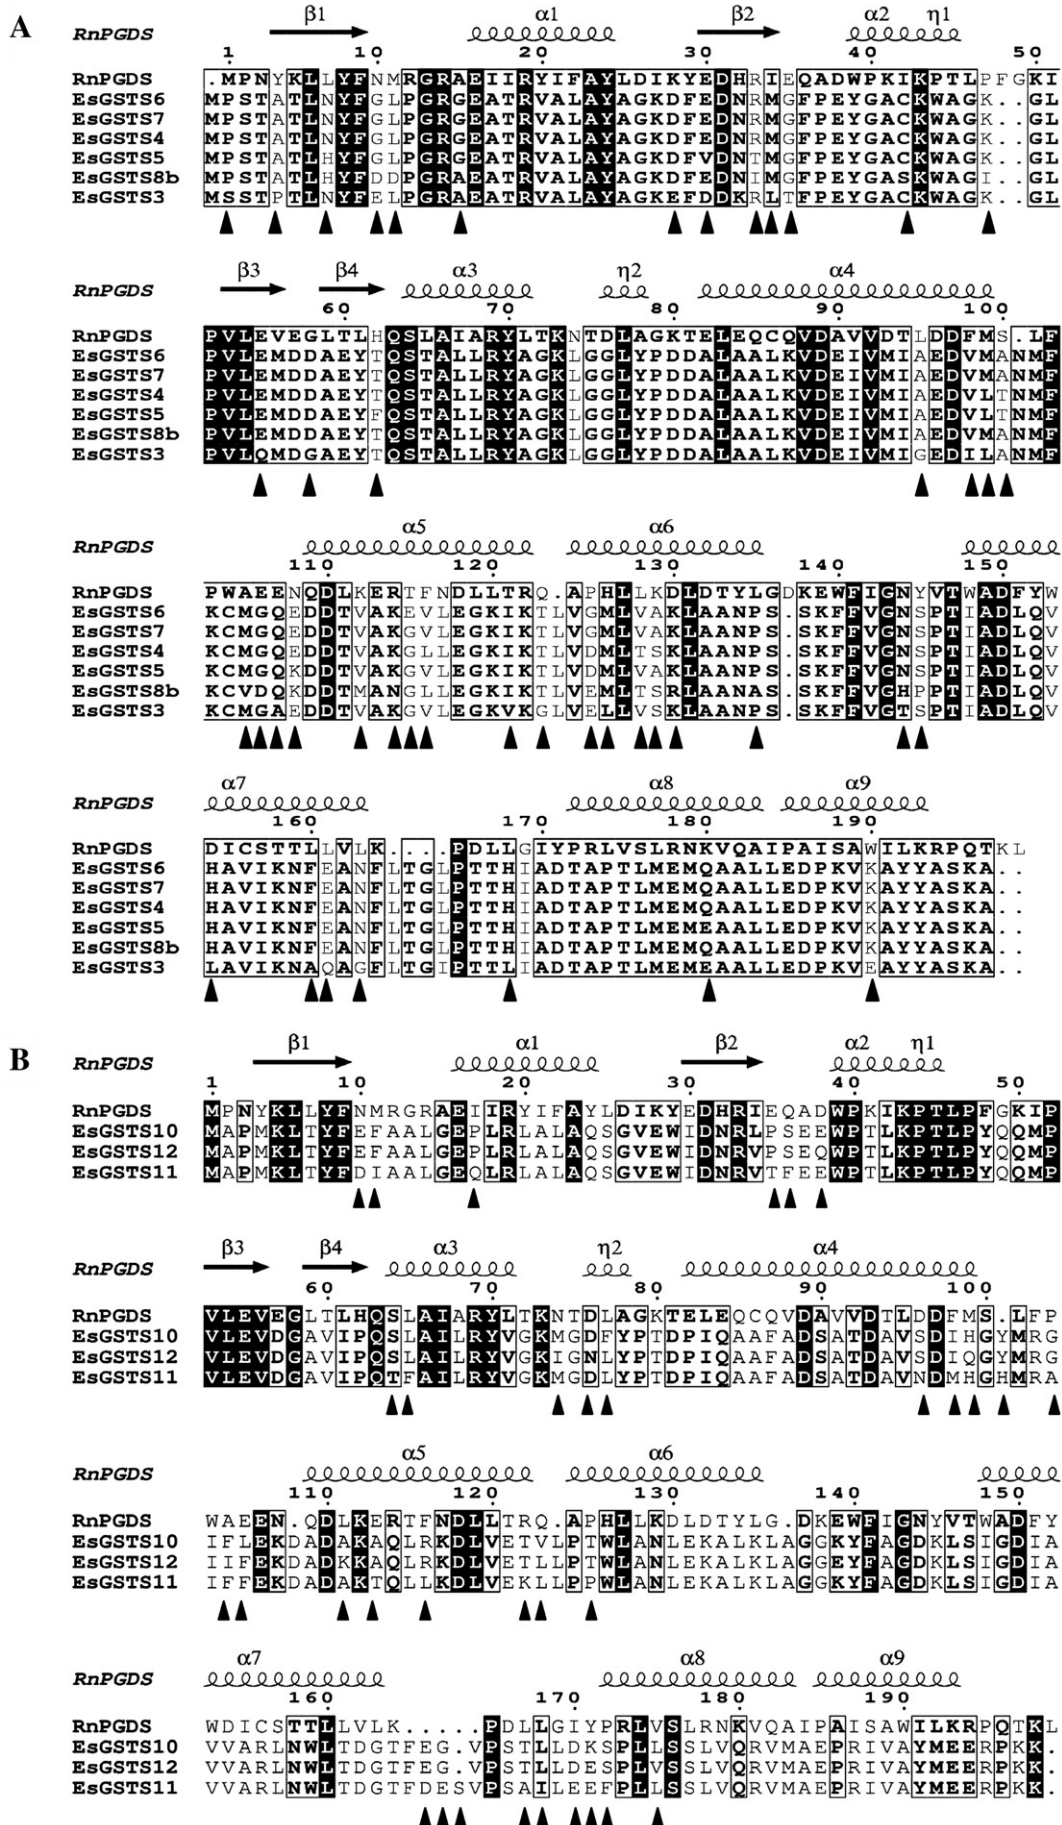 A
β1 α1 β2 α2 η1
RnPGDS
1 10 20 30 40 50
RnPGDS .MPNYKLLYFNMRGRAEIIRYIFAYLDIKYEDHRIEQADWPKIKPTLPFGKI
EsGSTS6 MPSTATLNYFGLPGRGEATRVALAYAGKDFEDNRMGFPEYGACKWAGK..GL
EsGSTS7 MPSTATLNYFGLPGRGEATRVALAYAGKDFEDNRMGFPEYGACKWAGK..GL
EsGSTS4 MPSTATLNYFGLPGRGEATRVALAYAGKDFEDNRMGFPEYGACKWAGK..GL
EsGSTS5 MPSTATLHYFGLPGRGEATRVALAYAGKDFVDNTMGFPEYGACKWAGK..GL
EsGSTS8b MPSTATLHYFDDPGRAEATRVALAYAGKDFEDNIMGFPEYGASKWAGI..GL
EsGSTS3 MSSTPTLNYFELPGRAEATRVALAYAGKEFDDKRLTFPEYGACKWAGK..GL
β3 β4 α3 η2 α4
RnPGDS
60 70 80 90 100
RnPGDS PVLEVEGLTLHQSLAIARYLTKNTDLAGKTELEQCQVDAVVDTLDDFMS.LF
EsGSTS6 PVLEMDDAEYTQSTALLRYAGKLGGLYPDDALAALKVDEIVMIAEDVMANMF
EsGSTS7 PVLEMDDAEYTQSTALLRYAGKLGGLYPDDALAALKVDEIVMIAEDVMANMF
EsGSTS4 PVLEMDDAEYTQSTALLRYAGKLGGLYPDDALAALKVDEIVMIAEDVLANMF
EsGSTS5 PVLEMDDAEYFQSTALLRYAGKLGGLYPDDALAALKVDEIVMIAEDVLTNMF
EsGSTS8b PVLEMDDAEYTQSTALLRYAGKLGGLYPDDALAALKVDEIVMIAEDVMANMF
EsGSTS3 PVLQMDGAEYTQSTALLRYAGKLGGLYPDDALAALKVDEIVMIGEDILANMF
α5 α6
RnPGDS
110 120 130 140 150
RnPGDS PWAEENQDLKERTFNDLLTRQ.APHLLKDLDTYLGDKEWFIGNYVTWADFYW
EsGSTS6 KCMGQEDDTVAKEVLEGKIKTLVGMLVAKLAANPS.SKFFVGNSPTIADLQV
EsGSTS7 KCMGQEDDTVAKGVLEGKIKTLVGMLVAKLAANPS.SKFFVGNSPTIADLQV
EsGSTS4 KCMGQEDDTVAKGLLEGKIKTLVDMLTSKLAANPS.SKFFVGNSPTIADLQV
EsGSTS5 KCMGQKDDTVAKGVLEGKIKTLVDMLVAKLAANPS.SKFFVGNSPTIADLQV
EsGSTS8b KCVDQKDDTMANGLLEGKIKTLVEMLTSRLAANAS.SKFFVGHPPTIADLQV
EsGSTS3 KCMGAEDDTVAKGVLEGKVKGLVELLVSKLAANPS.SKFFVGTSPTIADLQV
α7 α8 α9
RnPGDS
160 170 180 190
RnPGDS DICSTTLLVLK...PDLLGIYPRLVSLRNKVQAIPAISAWILKRPQTKL
EsGSTS6 HAVIKNFEANFLTGLPTTHIADTAPTLMEMQAALLEDPKVKAYYASKA..
EsGSTS7 HAVIKNFEANFLTGLPTTHIADTAPTLMEMQAALLEDPKVKAYYASKA..
EsGSTS4 HAVIKNFEANFLTGLPTTHIADTAPTLMEMQAALLEDPKVKAYYASKA..
EsGSTS5 HAVIKNFEANFLTGLPTTHIADTAPTLMEMQAALLEDPKVKAYYASKA..
EsGSTS8b HAVIKNFEANFLTGLPTTHIADTAPTLMEMQAALLEDPKVKAYYASKA..
EsGSTS3 LAVIKNAQAGFLTGIPTTLIADTAPTLMEMEAALLEDPKVEAYYASKA..
B
β1 α1 β2 α2 η1
RnPGDS
1 10 20 30 40 50
RnPGDS MPNYKLLYFNMRGRAEIIRYIFAYLDIKYEDHRIEQADWPKIKPTLPFGKIP
EsGSTS10 MAPMKLTYFEFAALGEPLRLALAQSGVEWIDNRLPSEEWPTLKPTLPYQQMP
EsGSTS12 MAPMKLTYFEFAALGEPLRLALAQSGVEWIDNRVPSEQWPTLKPTLPYQQMP
EsGSTS11 MAPMKLTYFDIAALGEQLRLALAQSGVEWIDNRVTFEEWPTLKPTLPYQQMP
β3 β4 α3 η2 α4
RnPGDS
60 70 80 90 100
RnPGDS VLEVEGLTLHQSLAIARYLTKNTDLAGKTELEQCQVDAVVDTLDDFMS.LFP
EsGSTS10 VLEVDGAVIPQSLAILRYVGKMGDFYPTDPIQAAFADSATDAVSDIHGYMRG
EsGSTS12 VLEVDGAVIPQSLAILRYVGKIGNLYPTDPIQAAFADSATDAVSDIQGYMRG
EsGSTS11 VLEVDGAVIPQTFAILRYVGKMGDLYPTDPIQAAFADSATDAVNDMHGHMRA
α5 α6
RnPGDS
110 120 130 140 150
RnPGDS WAEEN.QDLKERTFNDLLTRQ.APHLLKDLDTYLG.DKEWFIGNYVTWADFY
EsGSTS10 IFLEKDADAKAQLRKDLVETVLPTWLANLEKALKLAGGKYFAGDKLSIGDIA
EsGSTS12 IIFEKDADKKAQLRKDLVETLLPTWLANLEKALKLAGGEYFAGDKLSIGDIA
EsGSTS11 IFFEKDADAKTQLLKDLVEKLLPPWLANLEKALKLAGGKYFAGDKLSIGDIA
α7 α8 α9
RnPGDS
160 170 180 190
RnPGDS WDICSTTLLVLK.....PDLLGIYPRLVSLRNKVQAIPAISAWILKRPQTKL
EsGSTS10 VVARLNWLTDGTFEG.VPSTLLDKSPLLSSLVQRVMAEPRIVAYMEERPKK.
EsGSTS12 VVARLNWLTDGTFEG.VPSTLLDESPLVSSLVQRVMAEPRIVAYMEERPKK.
EsGSTS11 VVARLNWLTDGTFDESVPSAILEEFPLLSSLVQRVMAEPRIVAYMEERPKK.